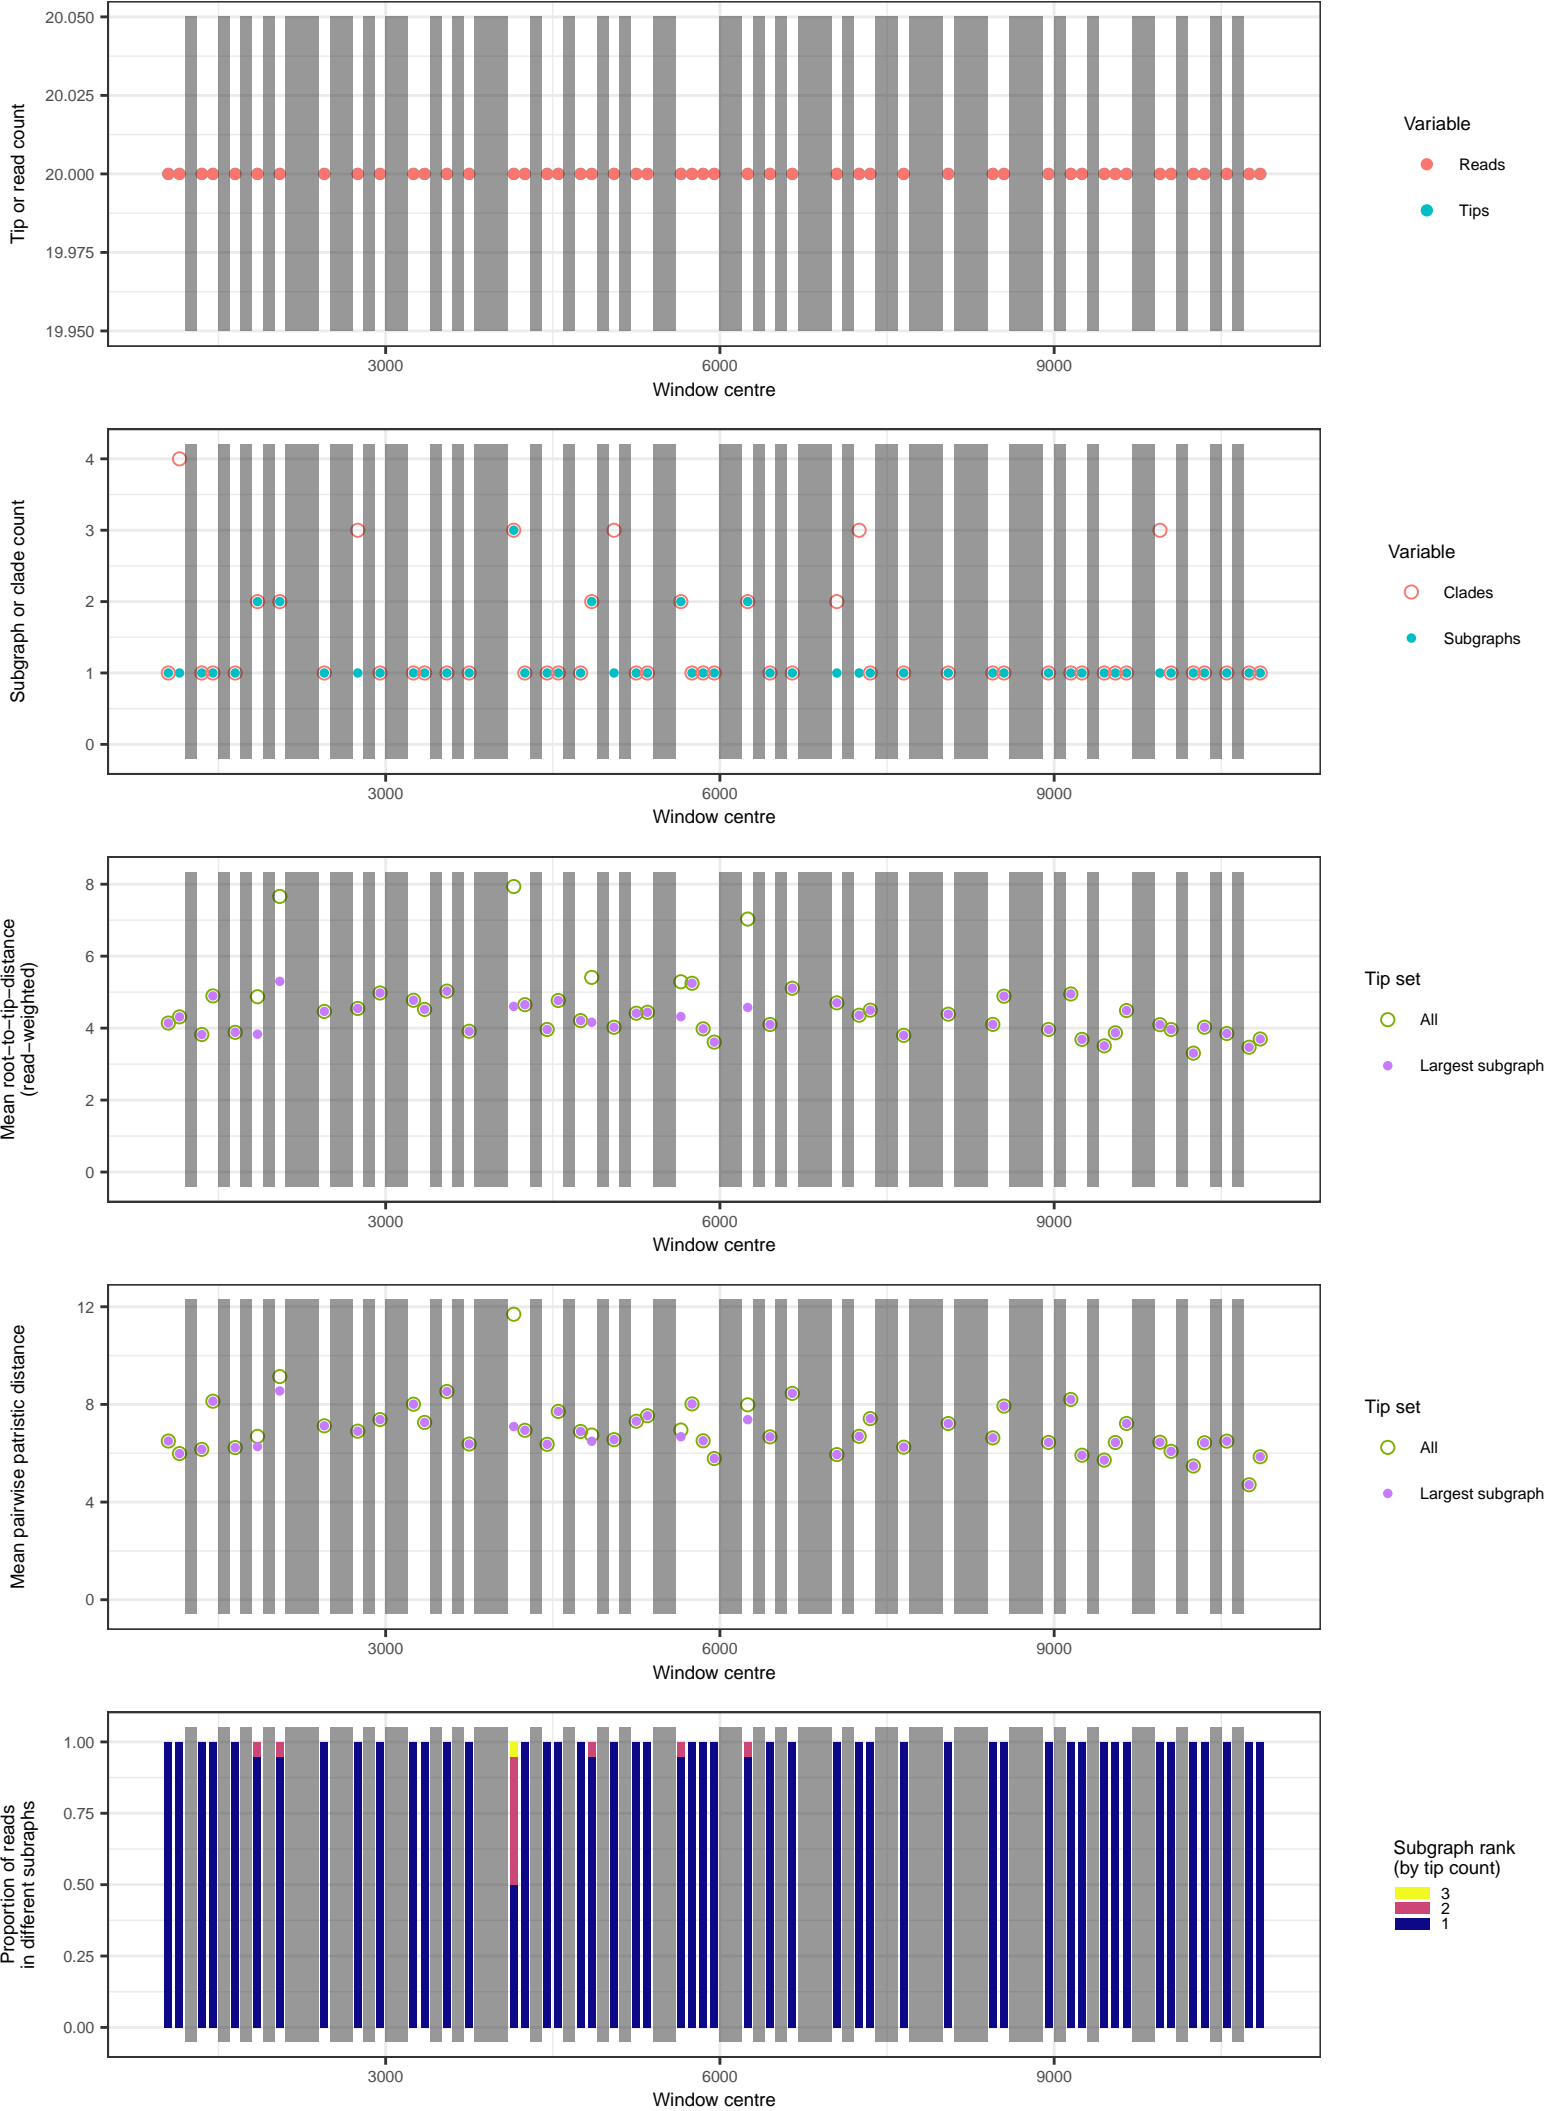 20.050
20.025
20.000
19.975
19.950
Tip or read count
3000
6000
9000
Window centre
Variable
Reads
Tips
4
3
2
1
0
Subgraph or clade count
3000
6000
9000
Window centre
Variable
Clades
Subgraphs
8
6
4
2
0
Mean root−to−tip−distance
(read−weighted)
3000
6000
9000
Window centre
Tip set
All
Largest subgraph
12
8
4
0
Mean pairwise patristic distance
3000
6000
9000
Window centre
Tip set
All
Largest subgraph
1.00
0.75
0.50
0.25
0.00
Proportion of reads
in different subraphs
3000
6000
9000
Window centre
Subgraph rank
(by tip count)
3
2
1